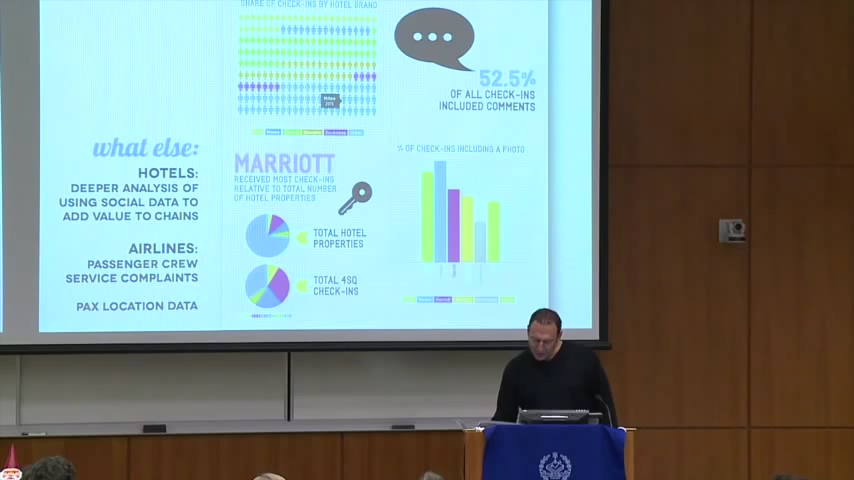 SHARE OF CHECK-INS BY HOTEL BRAND
52.5%
OF ALL CHECK-INS
INCLUDED COMMENTS
what else:
HOTELS:
DEEPER ANALYSIS OF
USING SOCIAL DATA TO
ADD VALUE TO CHAINS
AIRLINES:
PASSENGER CREW
SERVICE COMPLAINTS
PAX LOCATION DATA
MARRIOTT
RECEIVED MOST CHECK-INS
RELATIVE TO TOTAL NUMBER
OF HOTEL PROPERTIES
TOTAL HOTEL
PROPERTIES
TOTAL 4SQ
CHECK-INS
% OF CHECK-INS INCLUDING A PHOTO